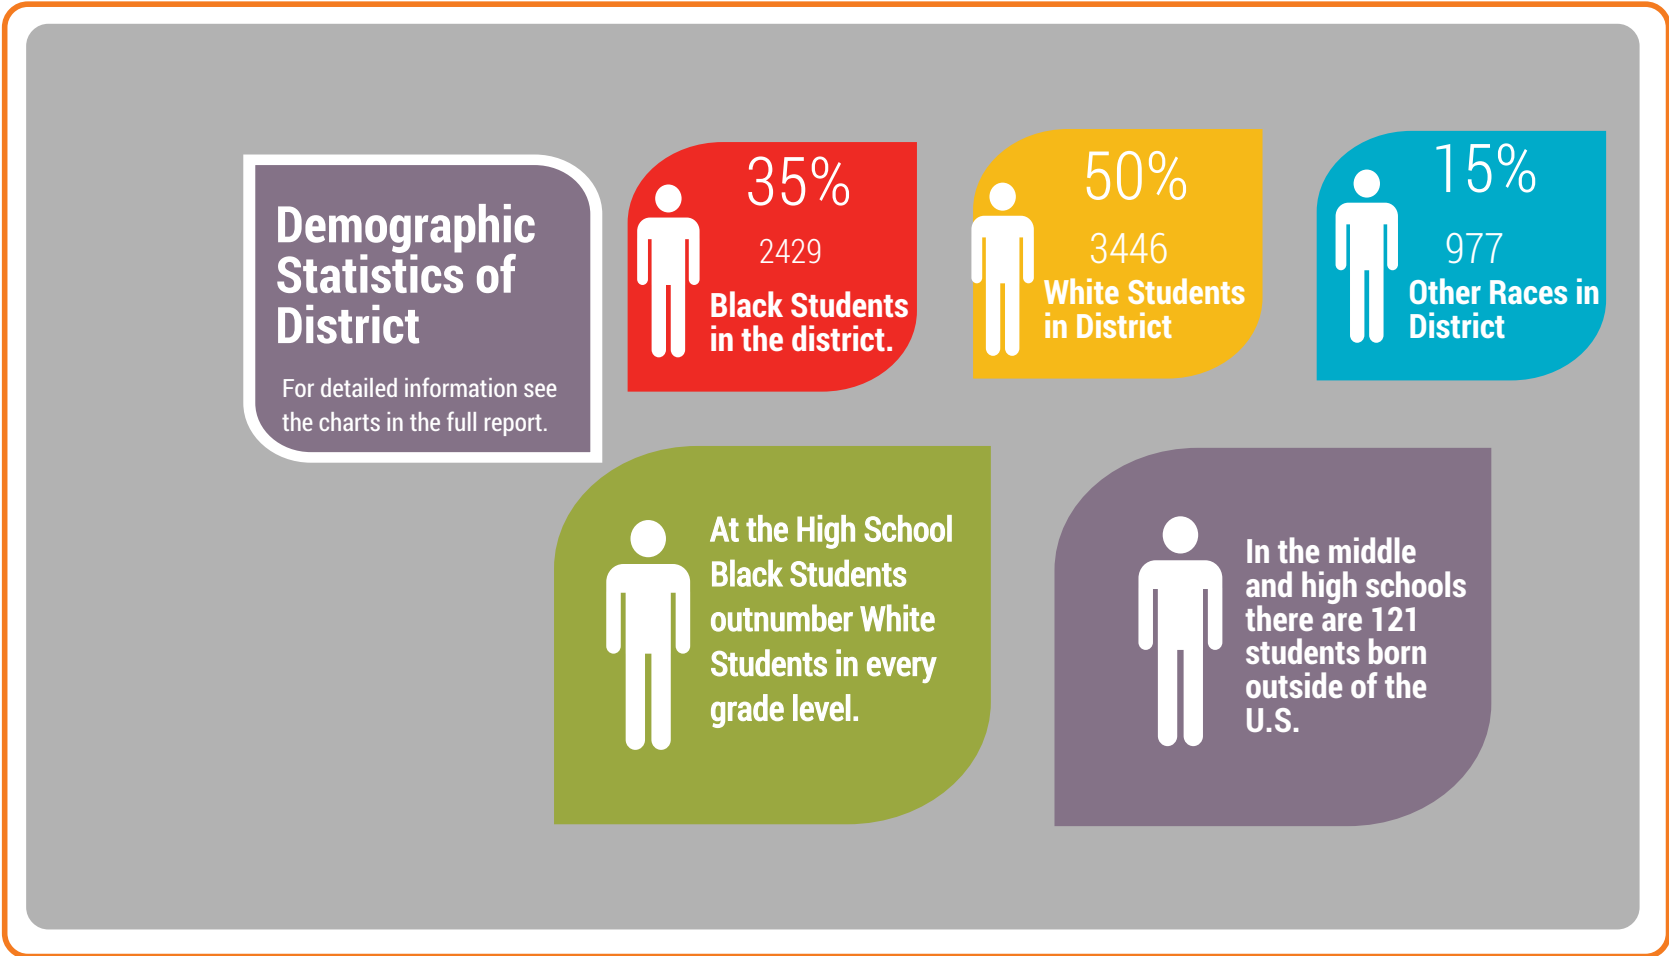 Demographic
Statistics of
District
For detailed information see
the charts in the full report.
35%
2429
Black Students
in the district.
50%
3446
White Students
in District
15%
977
Other Races in
District
At the High School
Black Students
outnumber White
Students in every
grade level.
In the middle
and high schools
there are 121
students born
outside of the
U.S.